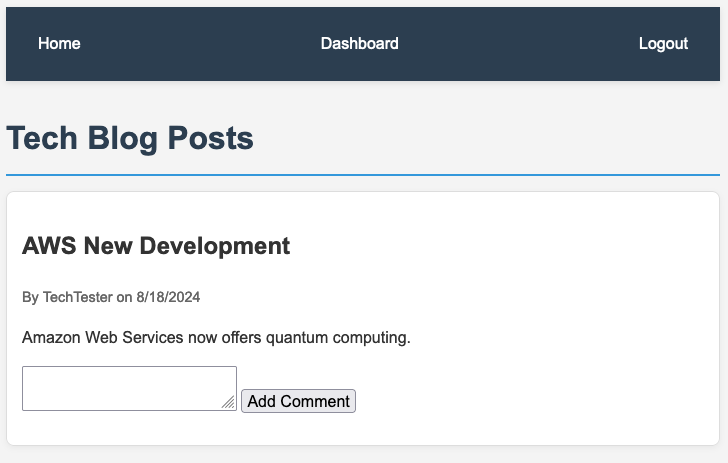 Home Dashboard Logout
Tech Blog Posts
AWS New Development
By TechTester on 8/18/2024
Amazon Web Services now offers quantum computing.
Add Comment